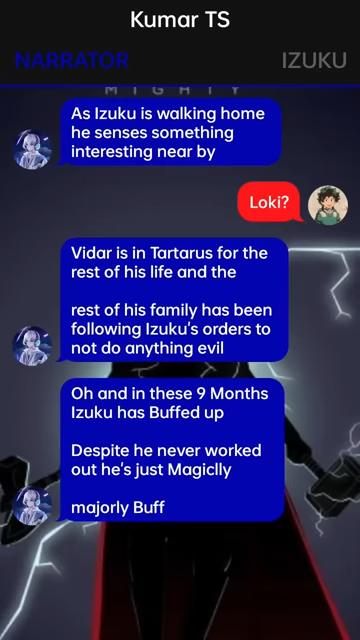 Kumar TS
NARRATOR
IZUKU
MIGHTY
As Izuku is walking home
he senses something
interesting near by
Loki?
Vidar is in Tartarus for the
rest of his life and the
rest of his family has been
following Izuku's orders to
not do anything evil
Oh and in these 9 Months
Izuku has Buffed up
Despite he never worked
out he's just Magiclly
majorly Buff